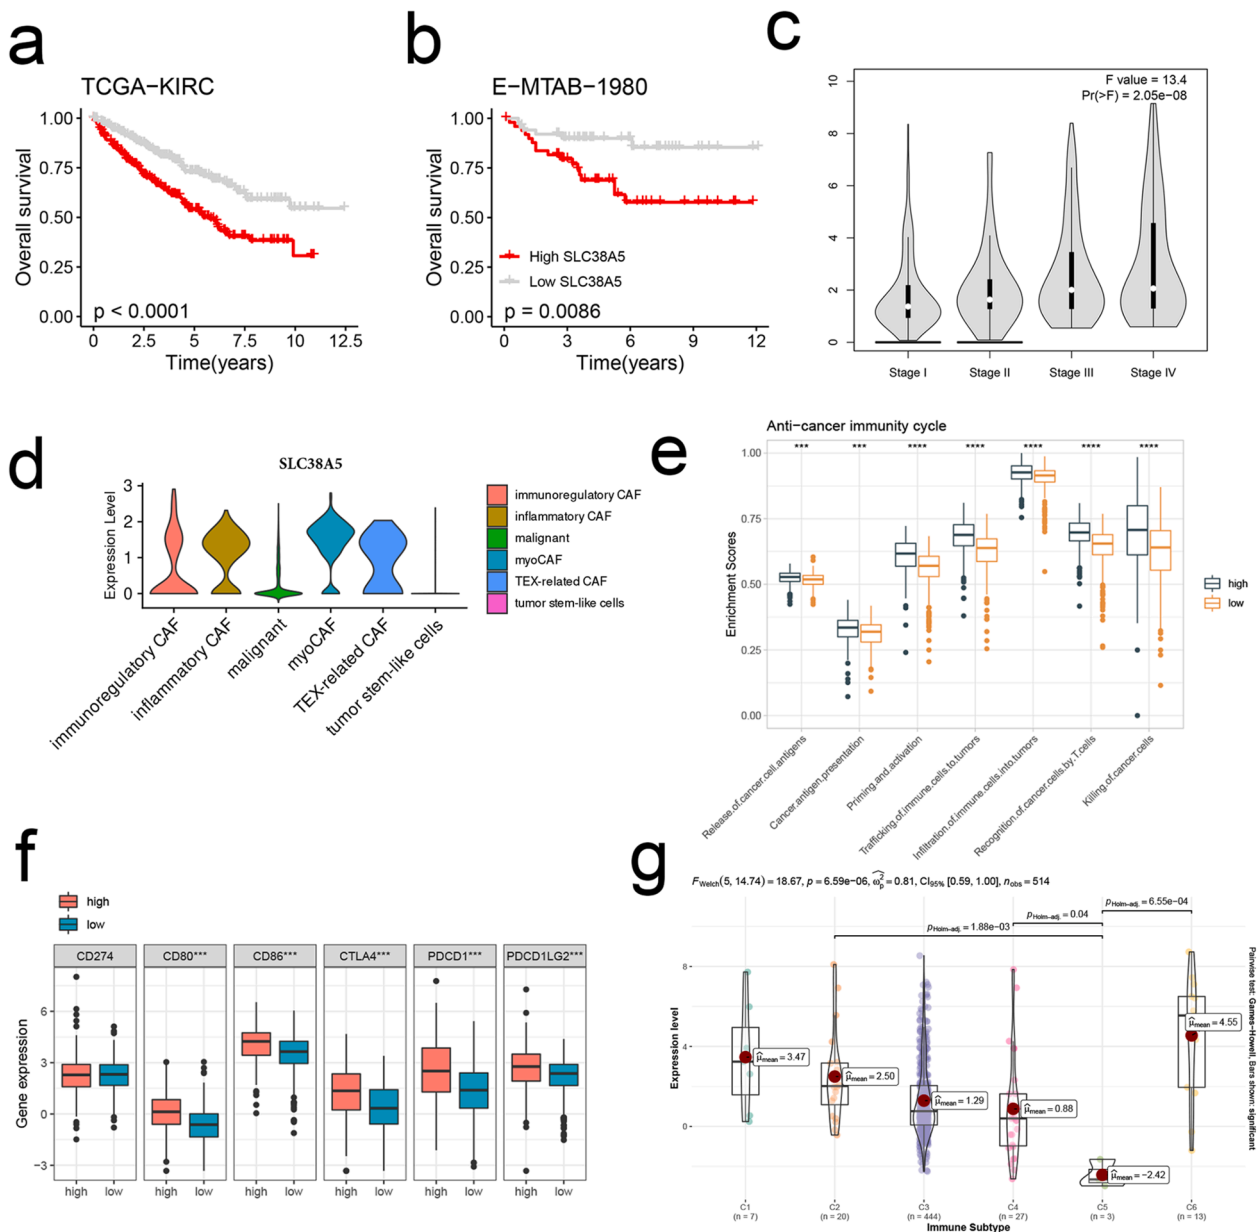 a
TCGA−KIRC
Overall survival
1.00
0.75
0.50
0.25
0.00
p < 0.0001
0 2.5 5 7.5 10 12.5
Time(years)
b
E−MTAB−1980
Overall survival
1.00
0.75
0.50
0.25
0.00
High SLC38A5
Low SLC38A5
p = 0.0086
0 3 6 9 12
Time(years)
c
F value = 13.4
Pr(>F) = 2.05e−08
10
8
6
4
2
0
Stage I Stage II Stage III Stage IV
d
SLC38A5
Expression Level
3
2
1
0
immunoregulatory CAF
inflammatory CAF
malignant
myoCAF
TEX-related CAF
tumor stem-like cells
immunoregulatory CAF
inflammatory CAF
malignant
myoCAF
TEX-related CAF
tumor stem-like cells
e
Anti−cancer immunity cycle
*** *** **** **** **** **** ****
Enrichment Scores
1.00
0.75
0.50
0.25
0.00
high
low
Release.of.cancer.cell.antigens
Cancer.antigen.presentation
Priming.and.activation
Trafficking.of.immune.cells.to.tumors
Infiltration.of.immune.cells.into.tumors
Recognition.of.cancer.cells.by.T.cells
Killing.of.cancer.cells
f
high
low
CD274 CD80*** CD86*** CTLA4*** PDCD1*** PDCD1LG2***
Gene expression
6
3
0
−3
high low high low high low high low high low high low
g
F Welch(5, 14.74) = 18.67, p = 6.59e−06, ω̂²p = 0.81, CI95% [0.59, 1.00], nobs = 514
pHolm−adj. = 6.55e−04
pHolm−adj. = 0.04
pHolm−adj. = 1.88e−03
Expression level
8
4
0
μ̂mean = 3.47
μ̂mean = 2.50
μ̂mean = 1.29
μ̂mean = 0.88
μ̂mean = −2.42
μ̂mean = 4.55
Pairwise test: Games−Howell, Bars shown: significant
C1 C2 C3 C4 C5 C6
(n = 7) (n = 20) (n = 444) (n = 27) (n = 3) (n = 13)
Immune Subtype